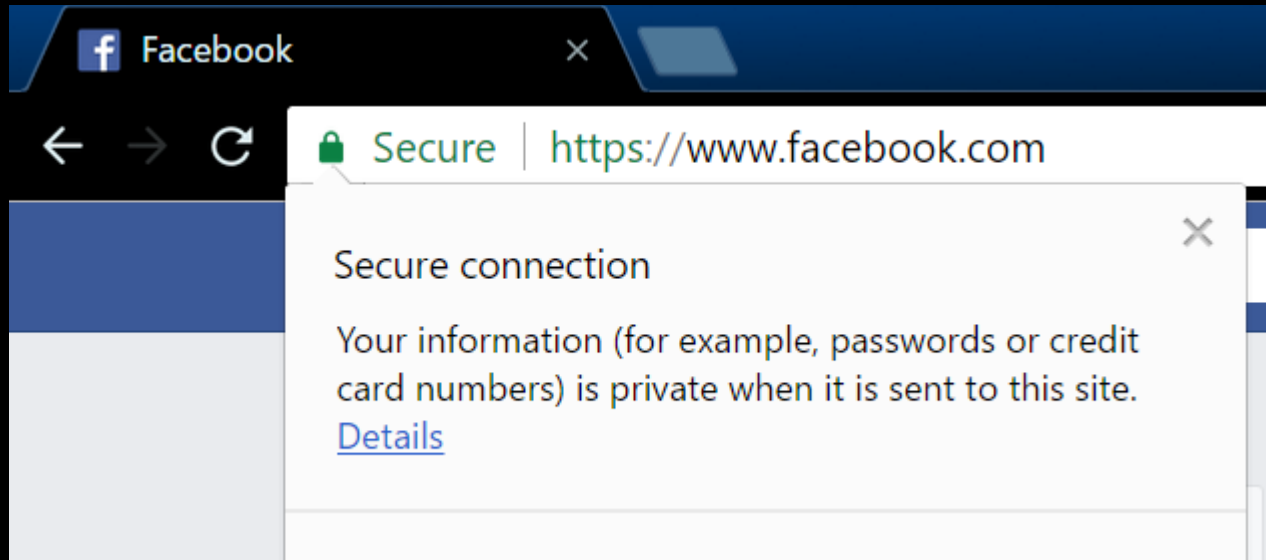 Facebook
Secure | https://www.facebook.com
Secure connection
Your information (for example, passwords or credit
card numbers) is private when it is sent to this site.
Details